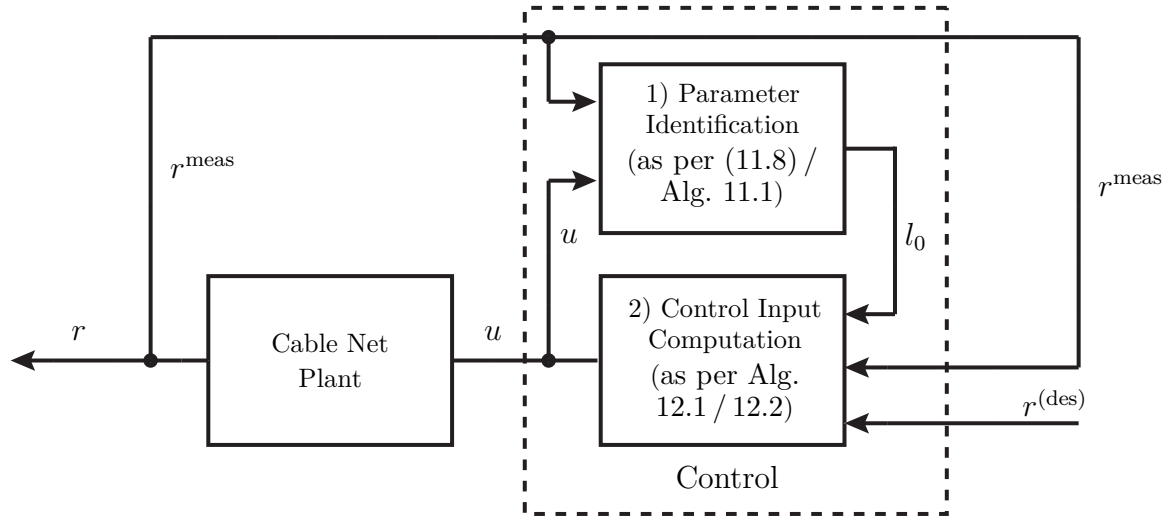 1) Parameter
Identification
(as per (11.8) /
Alg. 11.1)
r^meas
r^meas
u
l_0
r
Cable Net
Plant
u
2) Control Input
Computation
(as per Alg.
12.1 / 12.2)
r^(des)
Control